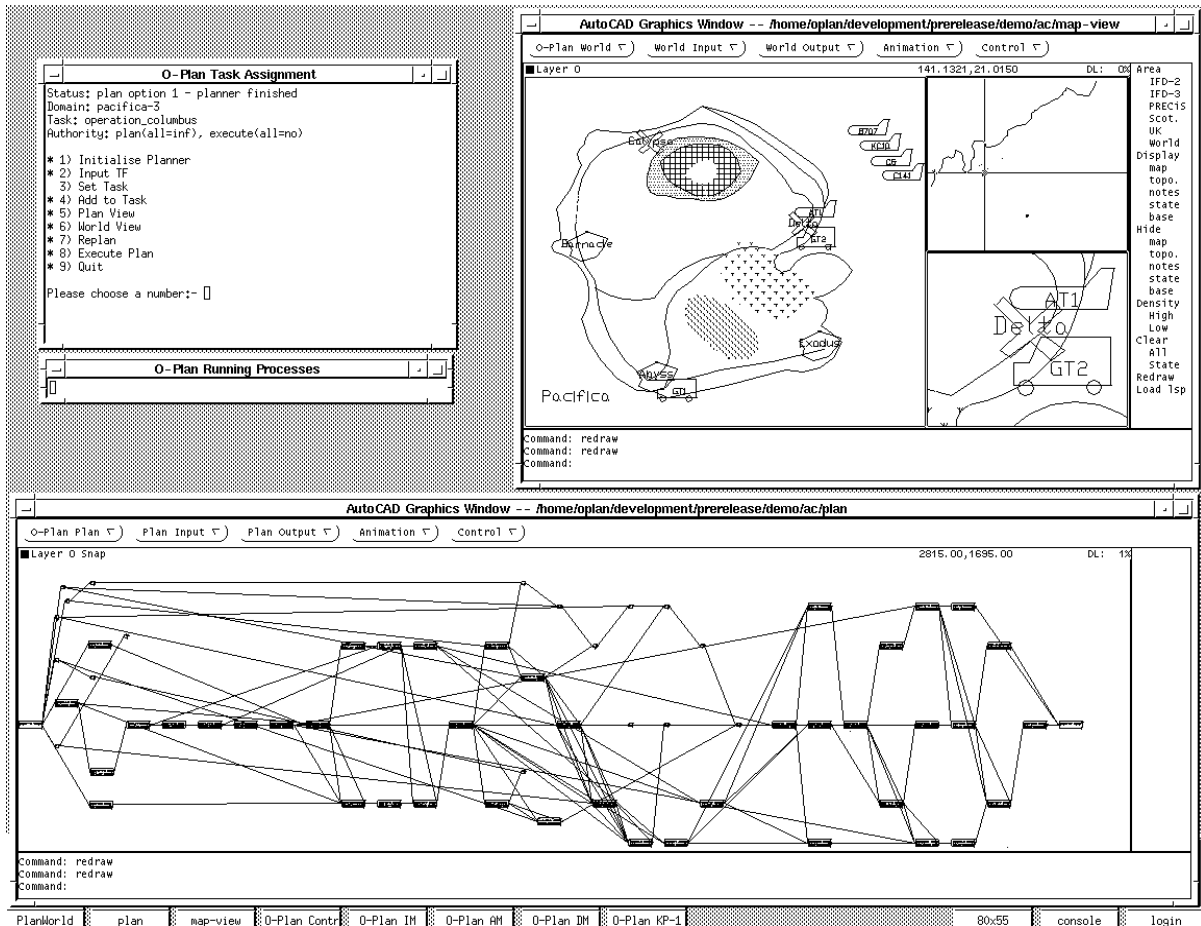 O-Plan Task Assignment
Status: plan option 1 - planner finished
Domain: pacifica-3
Task: operation_columbus
Authority: plan(all=inf), execute(all=no)
* 1) Initialise Planner
* 2) Input TF
3) Set Task
* 4) Add to Task
* 5) Plan View
* 6) World View
* 7) Replan
* 8) Execute Plan
* 9) Quit
Please choose a number:-
O-Plan Running Processes
AutoCAD Graphics Window -- /home/oplan/development/prerelease/demo/ac/map-view
O-Plan World World Input World Output Animation Control
Layer 0 141.1321,21.0150 DL: 0%
Calypso
B707
KC10
C5
C141
AT1
Delta
GT2
Barnacle
Exodus
Abyss
GT1
Pacifica
AT1
Delta
GT2
Area
IFD-2
IFD-3
PRECiS
Scot.
UK
World
Display
map
topo.
notes
state
base
Hide
map
topo.
notes
state
base
Density
High
Low
Clear
All
State
Redraw
Load lsp
Command: redraw
Command: redraw
Command:
AutoCAD Graphics Window -- /home/oplan/development/prerelease/demo/ac/plan
O-Plan Plan Plan Input Plan Output Animation Control
Layer 0 Snap 2815.00,1695.00 DL: 1%
Command: redraw
Command: redraw
Command:
PlanWorld plan map-view O-Plan Contr O-Plan IM O-Plan AM O-Plan DM O-Plan KP-1 80x55 console login